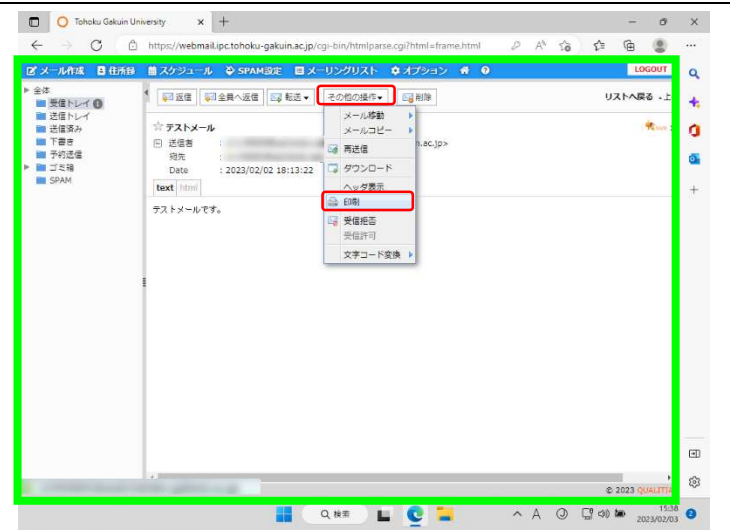 Tohoku Gakuin University
https://webmail.ipc.tohoku-gakuin.ac.jp/cgi-bin/htmlparse.cgi?html=frame.html
メール作成 住所録 スケジュール SPAM設定 メーリングリスト オプション LOGOUT
全体
受信トレイ 1
送信トレイ
送信済み
下書き
予約送信
ゴミ箱
SPAM
返信 全員へ返信 転送▼ その他の操作▼ 削除 リストへ戻る ▲上
☆テストメール
送信者 :
n.ac.jp>
宛先 :
Date : 2023/02/02 18:13:22
text html
テストメールです。
メール移動
メールコピー
再送信
ダウンロード
ヘッダ表示
印刷
受信拒否
受信許可
文字コード変換
© 2023 QUALITIA
検索
A
15:38
2023/02/03
2